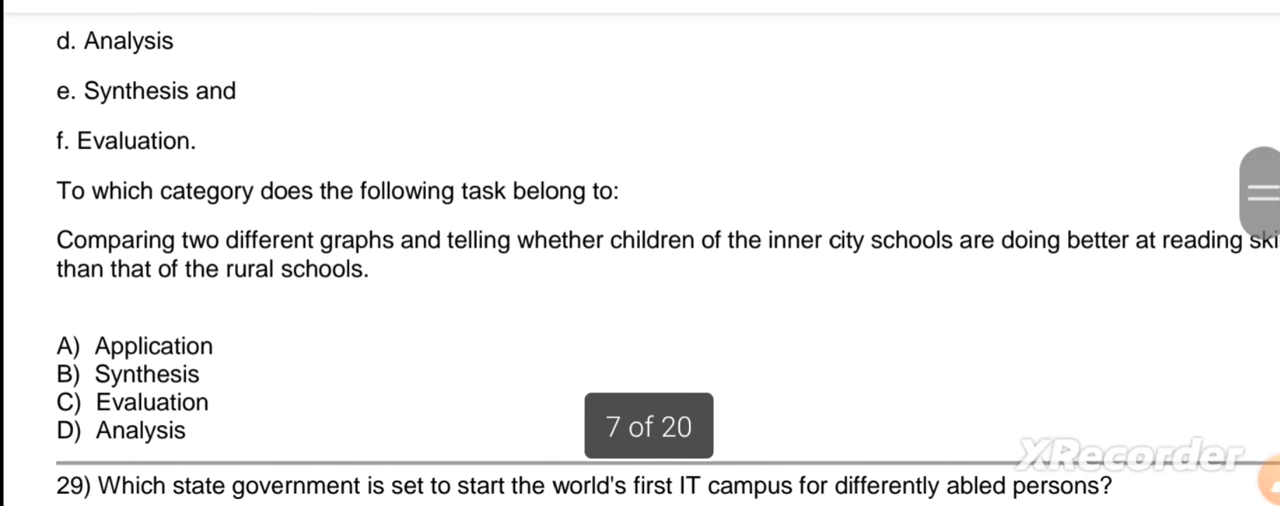 d. Analysis
e. Synthesis and
f. Evaluation.
To which category does the following task belong to:
Comparing two different graphs and telling whether children of the inner city schools are doing better at reading
than that of the rural schools.
A) Application
B) Synthesis
C) Evaluation
D) Analysis
7 of 20
XRecorder
29) Which state government is set to start the world's first IT campus for differently abled persons?